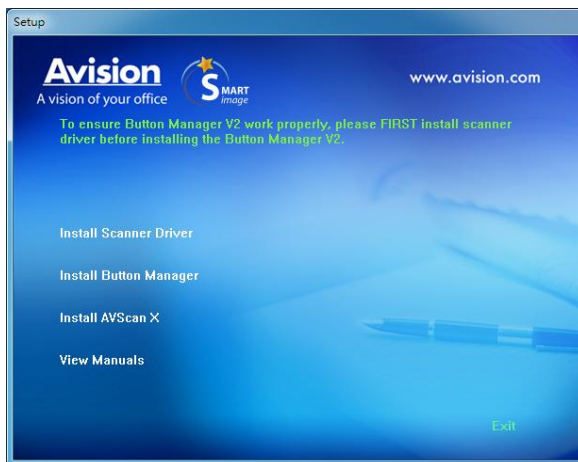 Setup
Avision
A vision of your office
SMART
image
www.avision.com
To ensure Button Manager V2 work properly, please FIRST install scanner
driver before installing the Button Manager V2.
Install Scanner Driver
Install Button Manager
Install AVScan X
View Manuals
Exit